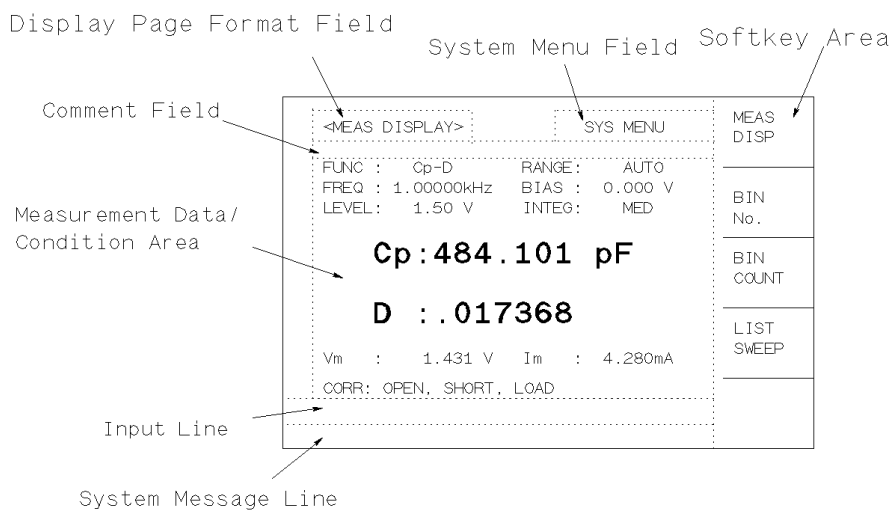 Display Page Format Field
System Menu Field
Softkey Area
Comment Field
<MEAS DISPLAY>
SYS MENU
MEAS
DISP
FUNC : Cp-D RANGE: AUTO
FREQ : 1.00000kHz BIAS : 0.000 V
LEVEL: 1.50 V INTEG: MED
BIN
No.
Measurement Data/
Condition Area
Cp:484.101 pF
BIN
COUNT
D :.017368
LIST
SWEEP
Vm : 1.431 V Im : 4.280mA
CORR: OPEN, SHORT, LOAD
Input Line
System Message Line